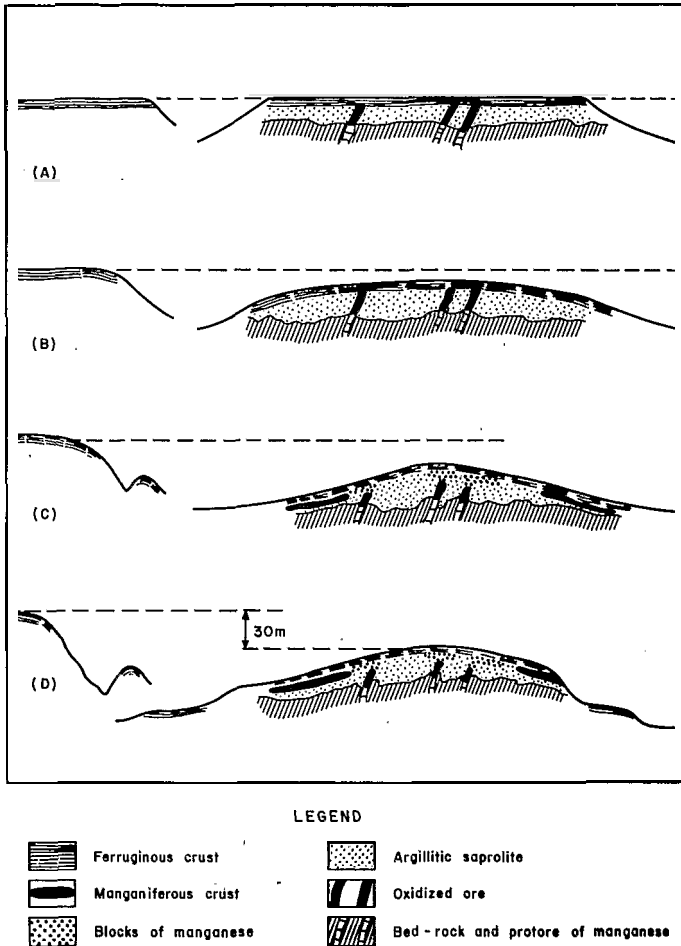 (A)
(B)
(C)
30m
(D)
LEGEND
Ferruginous crust
Argillitic saprolite
Manganiferous crust
Oxidized ore
Blocks of manganese
Bed-rock and protore of manganese